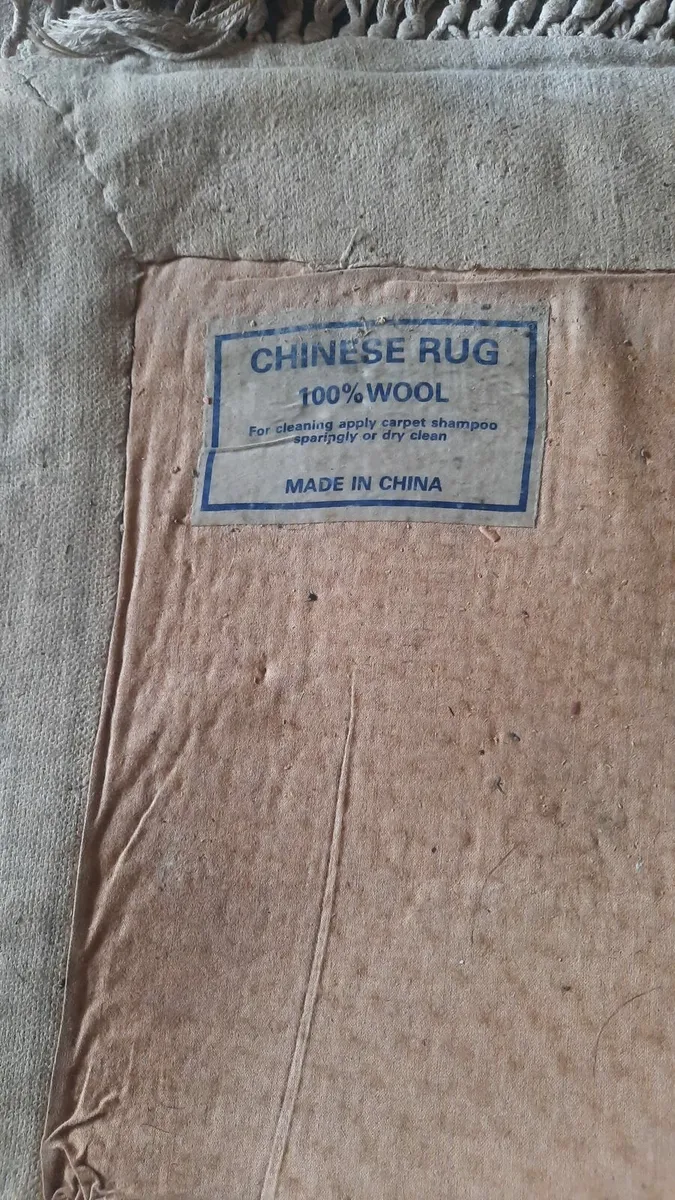 CHINESE RUG
100% WOOL
For cleaning apply carpet shampoo
sparingly or dry clean
MADE IN CHINA